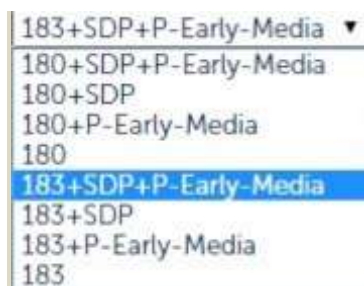 183+SDP+P-Early-Media ▼
180+SDP+P-Early-Media
180+SDP
180+P-Early-Media
180
183+SDP+P-Early-Media
183+SDP
183+P-Early-Media
183